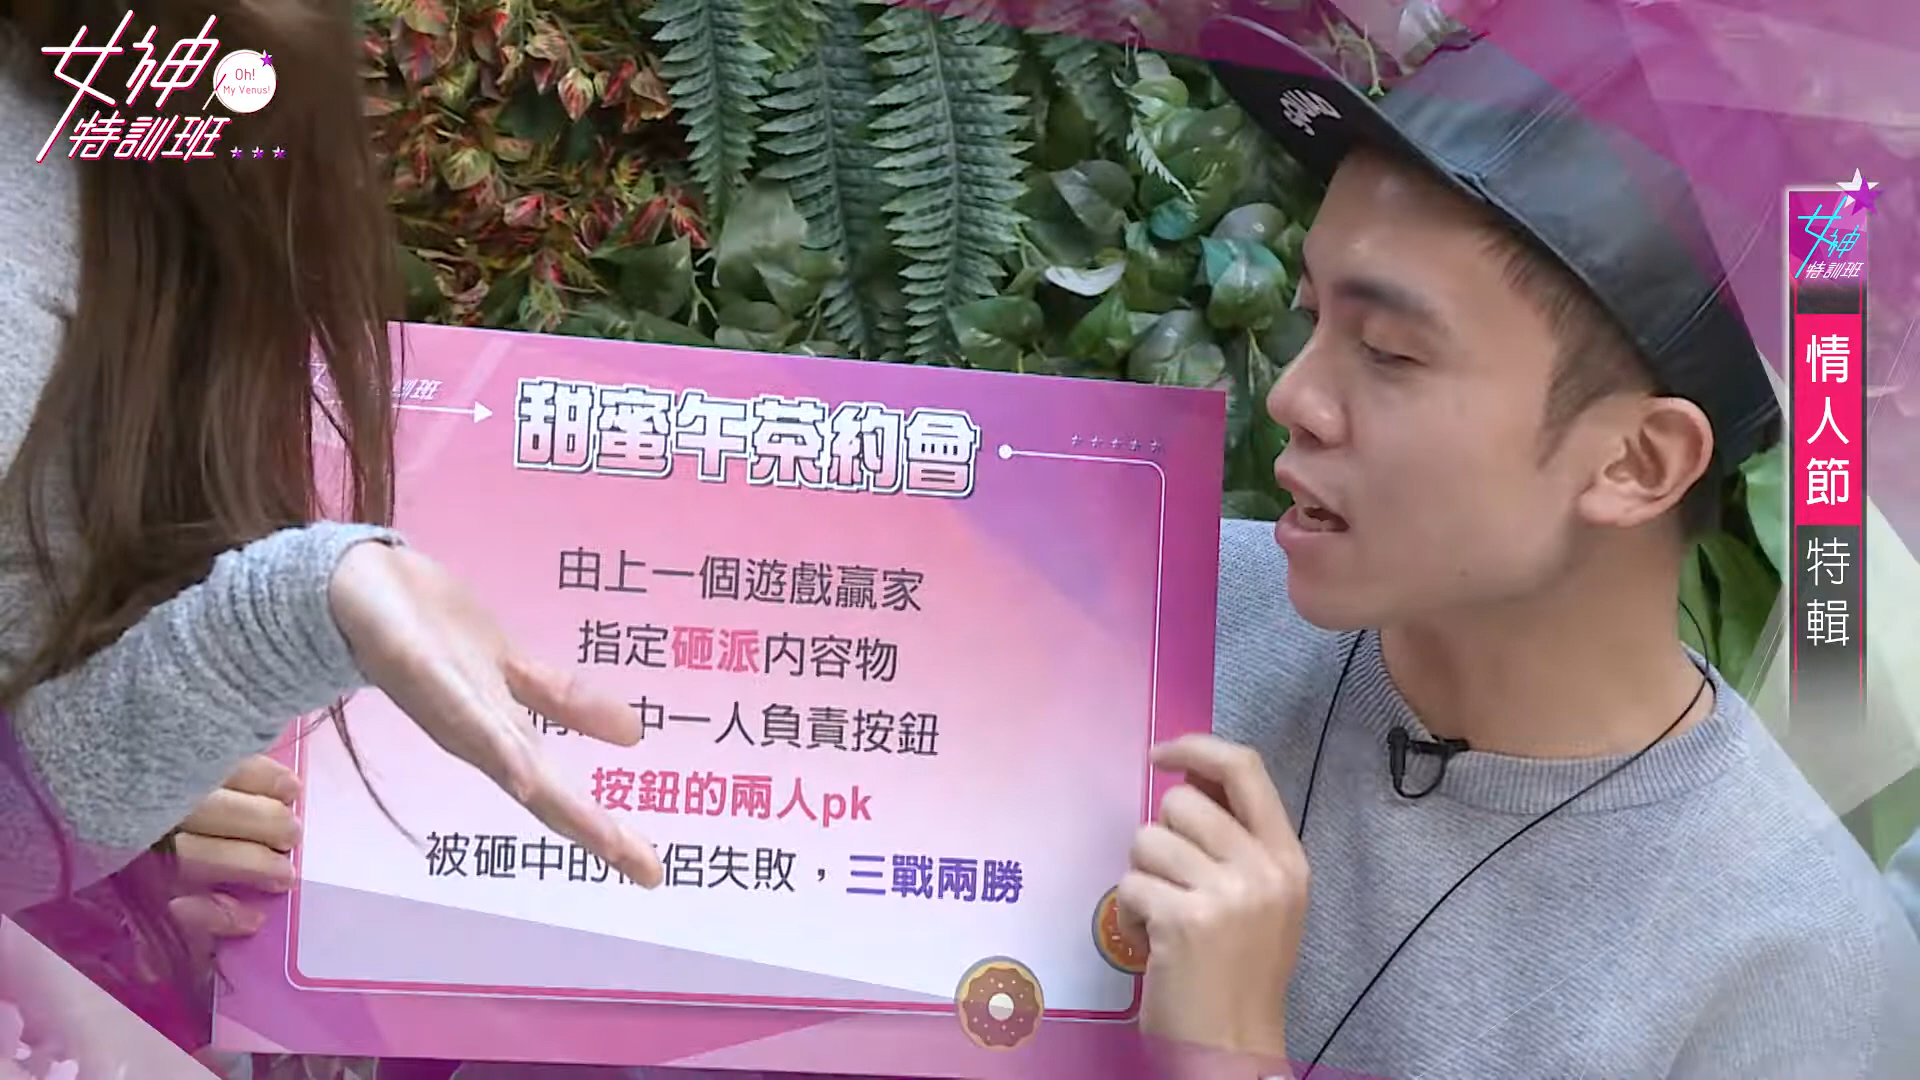 女神
Oh!
My Venus!
特訓班
女神
特訓班
情人節
特輯
訓班
甜蜜午茶約會
由上一個遊戲贏家
指定砸派內容物
中一人負責按鈕
按鈕的兩人pk
被砸中的 侶失敗，三戰兩勝